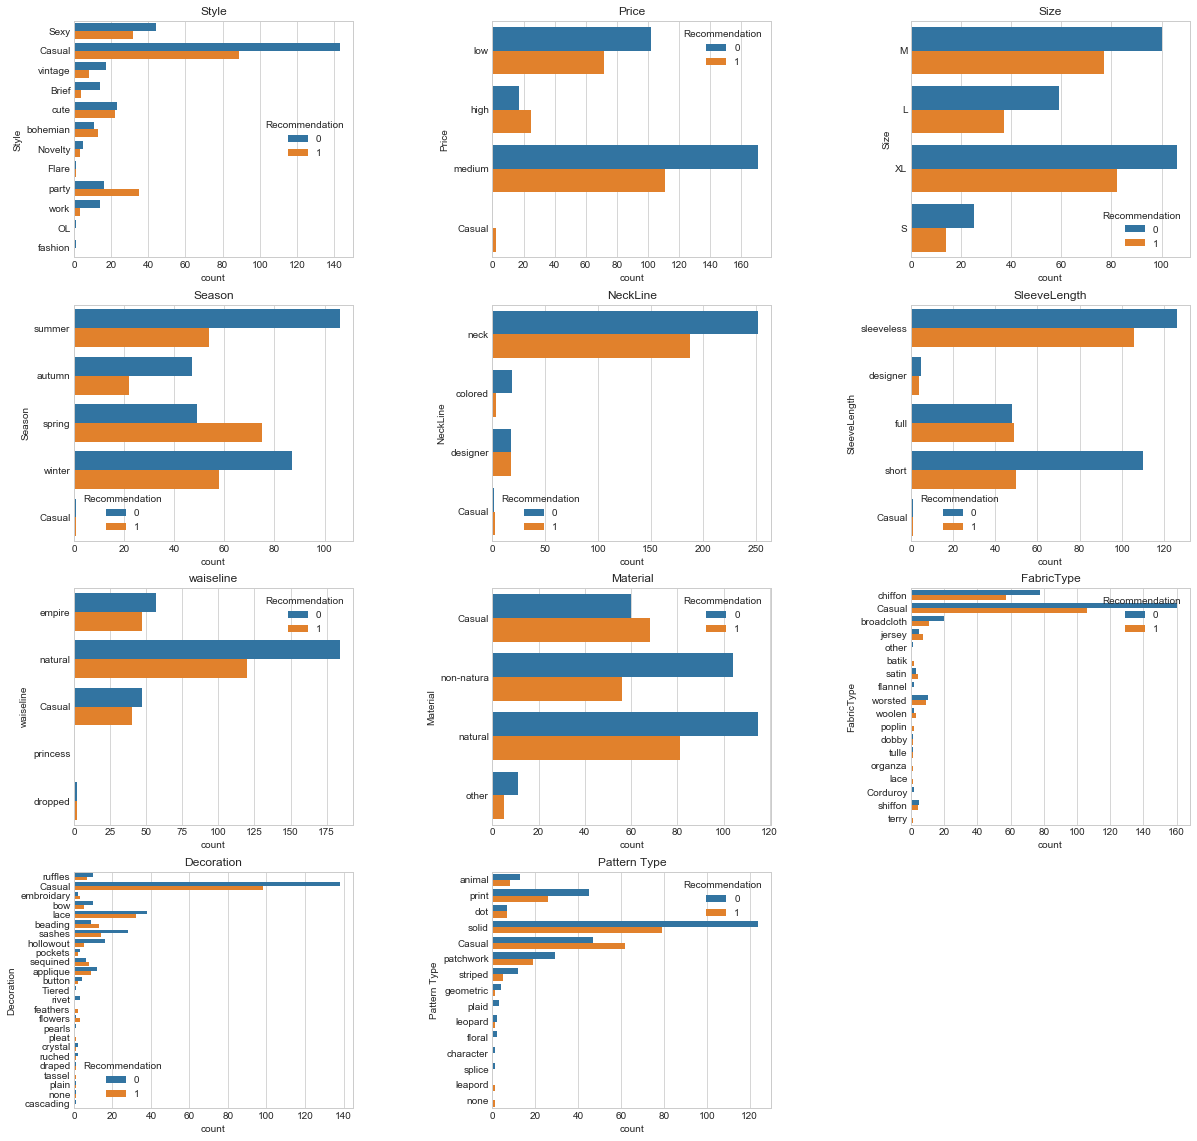 Style
Style
Sexy
Casual
vintage
Brief
cute
bohemian
Novelty
Flare
party
work
OL
fashion
Recommendation
0
1
0 20 40 60 80 100 120 140
count
Price
Price
low
high
medium
Casual
Recommendation
0
1
0 20 40 60 80 100 120 140 160
count
Size
Size
M
L
XL
S
Recommendation
0
1
0 20 40 60 80 100
count
Season
Season
summer
autumn
spring
winter
Casual
Recommendation
0
1
0 20 40 60 80 100
count
NeckLine
NeckLine
neck
colored
designer
Casual
Recommendation
0
1
0 50 100 150 200 250
count
SleeveLength
SleeveLength
sleeveless
designer
full
short
Casual
Recommendation
0
1
0 20 40 60 80 100 120
count
waiseline
waiseline
empire
natural
Casual
princess
dropped
Recommendation
0
1
0 25 50 75 100 125 150 175
count
Material
Material
Casual
non-natura
natural
other
Recommendation
0
1
0 20 40 60 80 100 120
count
FabricType
FabricType
chiffon
Casual
broadcloth
jersey
other
batik
satin
flannel
worsted
woolen
poplin
dobby
tulle
organza
lace
Corduroy
shiffon
terry
Recommendation
0
1
0 20 40 60 80 100 120 140 160
count
Decoration
Decoration
ruffles
Casual
embroidary
bow
lace
beading
sashes
hollowout
pockets
sequined
applique
button
Tiered
rivet
feathers
flowers
pearls
pleat
crystal
ruched
draped
tassel
plain
none
cascading
Recommendation
0
1
0 20 40 60 80 100 120 140
count
Pattern Type
Pattern Type
animal
print
dot
solid
Casual
patchwork
striped
geometric
plaid
leopard
floral
character
splice
leapord
none
Recommendation
0
1
0 20 40 60 80 100 120
count